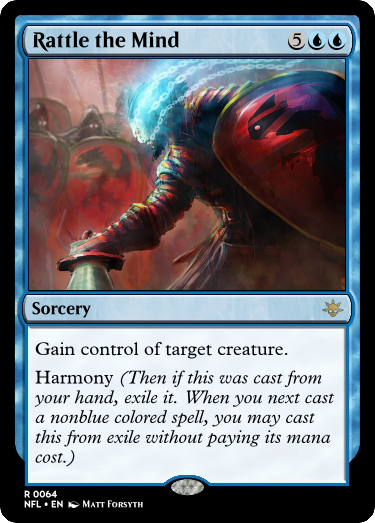 Rattle the Mind 5
Sorcery
Gain control of target creature.
Harmony (Then if this was cast from
your hand, exile it. When you next cast
a nonblue colored spell, you may cast
this from exile without paying its mana
cost.)
R 0064
NFL • EN Matt Forsyth